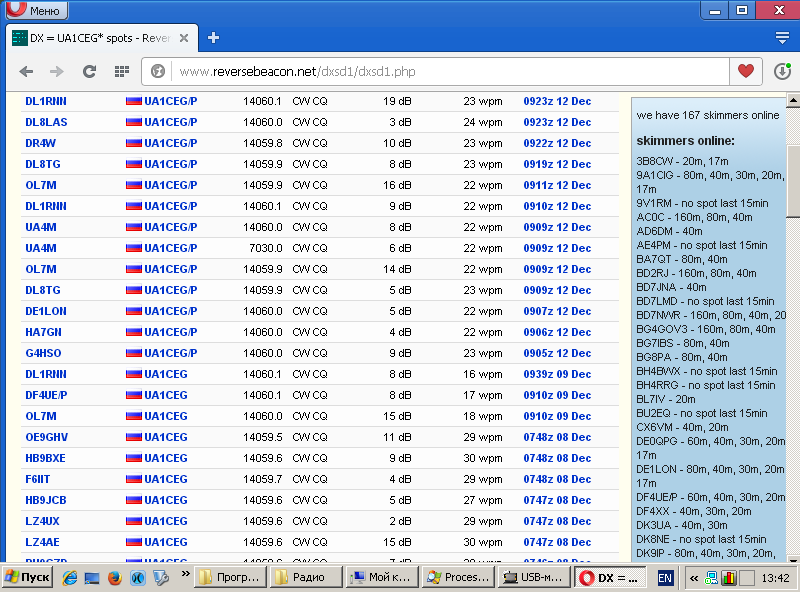 Меню
DX = UA1CEG* spots - Rever
www.reversebeacon.net/dxsd1/dxsd1.php
DL1RNN UA1CEG/P 14060.1 CW CQ 19 dB 23 wpm 0923z 12 Dec
DL8LAS UA1CEG/P 14060.0 CW CQ 3 dB 24 wpm 0923z 12 Dec
DR4W UA1CEG/P 14059.8 CW CQ 10 dB 23 wpm 0922z 12 Dec
DL8TG UA1CEG/P 14059.9 CW CQ 8 dB 23 wpm 0919z 12 Dec
OL7M UA1CEG/P 14059.9 CW CQ 16 dB 22 wpm 0911z 12 Dec
DL1RNN UA1CEG/P 14060.1 CW CQ 9 dB 22 wpm 0910z 12 Dec
UA4M UA1CEG/P 14060.0 CW CQ 8 dB 22 wpm 0909z 12 Dec
UA4M UA1CEG/P 7030.0 CW CQ 6 dB 22 wpm 0909z 12 Dec
OL7M UA1CEG/P 14059.9 CW CQ 14 dB 22 wpm 0909z 12 Dec
DL8TG UA1CEG/P 14059.9 CW CQ 5 dB 23 wpm 0909z 12 Dec
DE1LON UA1CEG/P 14060.0 CW CQ 5 dB 22 wpm 0907z 12 Dec
HA7GN UA1CEG/P 14060.0 CW CQ 4 dB 22 wpm 0906z 12 Dec
G4HSO UA1CEG/P 14060.0 CW CQ 9 dB 23 wpm 0905z 12 Dec
DL1RNN UA1CEG 14060.1 CW CQ 8 dB 16 wpm 0939z 09 Dec
DF4UE/P UA1CEG 14060.1 CW CQ 8 dB 17 wpm 0910z 09 Dec
OL7M UA1CEG 14060.0 CW CQ 15 dB 18 wpm 0910z 09 Dec
OE9GHV UA1CEG 14059.5 CW CQ 11 dB 29 wpm 0748z 08 Dec
HB9BXE UA1CEG 14059.6 CW CQ 9 dB 30 wpm 0748z 08 Dec
F6IIT UA1CEG 14059.7 CW CQ 4 dB 29 wpm 0748z 08 Dec
HB9JCB UA1CEG 14059.6 CW CQ 5 dB 27 wpm 0747z 08 Dec
LZ4UX UA1CEG 14059.6 CW CQ 2 dB 29 wpm 0747z 08 Dec
LZ4AE UA1CEG 14059.6 CW CQ 15 dB 30 wpm 0747z 08 Dec
we have 167 skimmers online
skimmers online:
3B8CW - 20m, 17m
9A1CIG - 80m, 40m, 30m, 20m,
17m
9V1RM - no spot last 15min
AC0C - 160m, 80m, 40m
AD6DM - 40m
AE4PM - no spot last 15min
BA7QT - 80m, 40m
BD2RJ - 160m, 80m, 40m
BD7JNA - 40m
BD7LMD - no spot last 15min
BD7NWR - 160m, 80m, 40m, 20
BG4GOV3 - 160m, 80m, 40m
BG7IBS - 80m, 40m
BG8PA - 80m, 40m
BH4BWX - no spot last 15min
BH4RRG - no spot last 15min
BL7IV - 20m
BU2EQ - no spot last 15min
CX6VM - 40m, 20m
DE0QPG - 60m, 40m, 30m, 20m
17m
DE1LON - 80m, 40m, 30m, 20m
17m
DF4UE/P - 60m, 40m, 30m, 20m
DF4XX - 40m, 30m, 20m
DK3UA - 40m, 30m
DK8NE - no spot last 15min
DK9IP - 80m, 40m, 30m, 20m,
Пуск
Прогр...
Радио
Мой к...
Proces...
USB-м...
DX = ...
EN
13:42